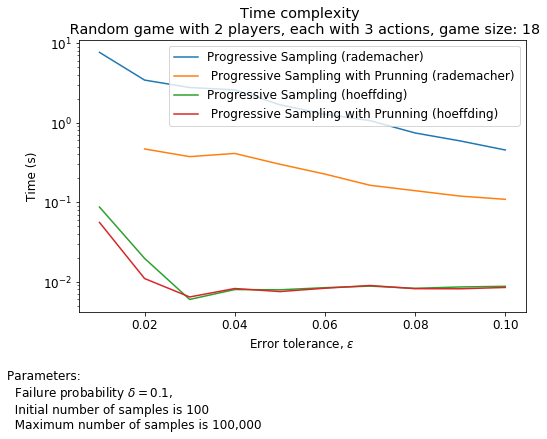 Time complexity
Random game with 2 players, each with 3 actions, game size: 18
Progressive Sampling (rademacher)
Progressive Sampling with Prunning (rademacher)
Progressive Sampling (hoeffding)
Progressive Sampling with Prunning (hoeffding)
Time (s)
10¹
10⁰
10⁻¹
10⁻²
0.02 0.04 0.06 0.08 0.10
Error tolerance, ε
Parameters:
Failure probability δ = 0.1,
Initial number of samples is 100
Maximum number of samples is 100,000